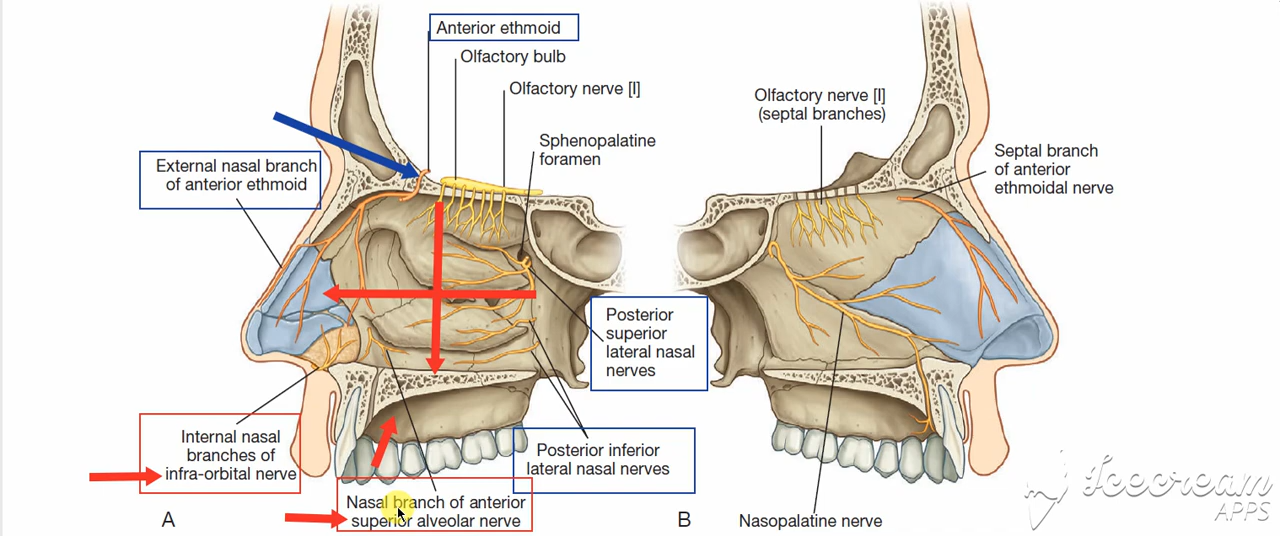 Anterior ethmoid
Olfactory bulb
Olfactory nerve [I]
Sphenopalatine
foramen
External nasal branch
of anterior ethmoid
Posterior
superior
lateral nasal
nerves
Internal nasal
branches of
infra-orbital nerve
Posterior inferior
lateral nasal nerves
Nasal branch of anterior
superior alveolar nerve
A
Olfactory nerve [I]
(septal branches)
Septal branch
of anterior
ethmoidal nerve
B
Nasopalatine nerve
Icecream
APPS